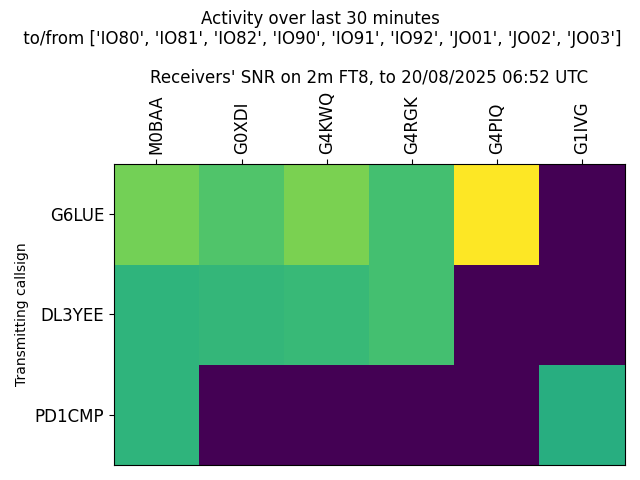 Activity over last 30 minutes
to/from ['IO80', 'IO81', 'IO82', 'IO90', 'IO91', 'IO92', 'JO01', 'JO02', 'JO03']
Receivers' SNR on 2m FT8, to 20/08/2025 06:52 UTC
M0BAA
G0XDI
G4KWQ
G4RGK
G4PIQ
G1IVG
Transmitting callsign
G6LUE
DL3YEE
PD1CMP